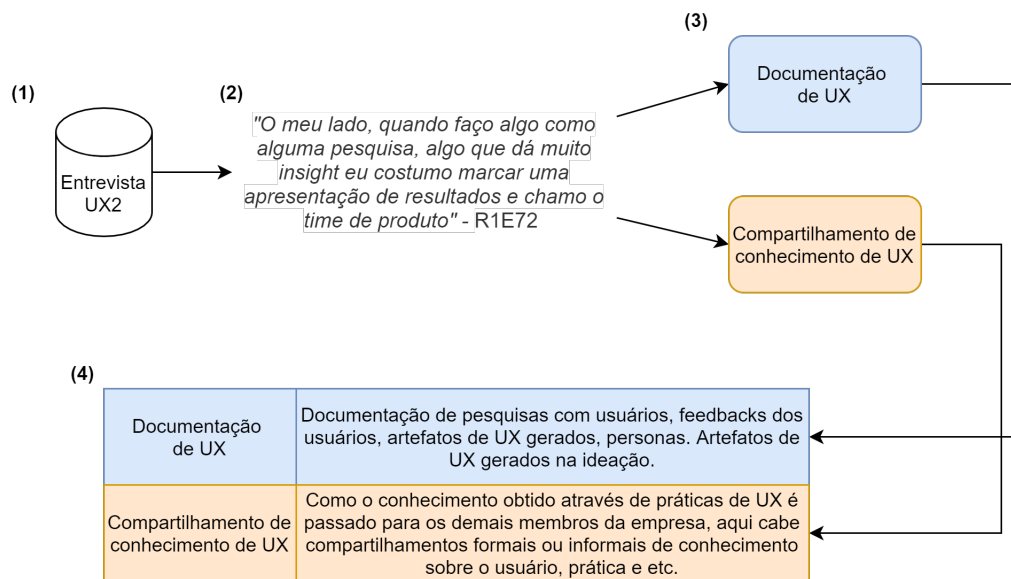 (1)
Entrevista
UX2
(2)
"O meu lado, quando faço algo como
alguma pesquisa, algo que dá muito
insight eu costumo marcar uma
apresentação de resultados e chamo o
time de produto" - R1E72
(3)
Documentação
de UX
Compartilhamento de
conhecimento de UX
(4)
Documentação
de UX
Documentação de pesquisas com usuários, feedbacks dos
usuários, artefatos de UX gerados, personas. Artefatos de
UX gerados na ideação.
Compartilhamento de
conhecimento de UX
Como o conhecimento obtido através de práticas de UX é
passado para os demais membros da empresa, aqui cabe
compartilhamentos formais ou informais de conhecimento
sobre o usuário, prática e etc.